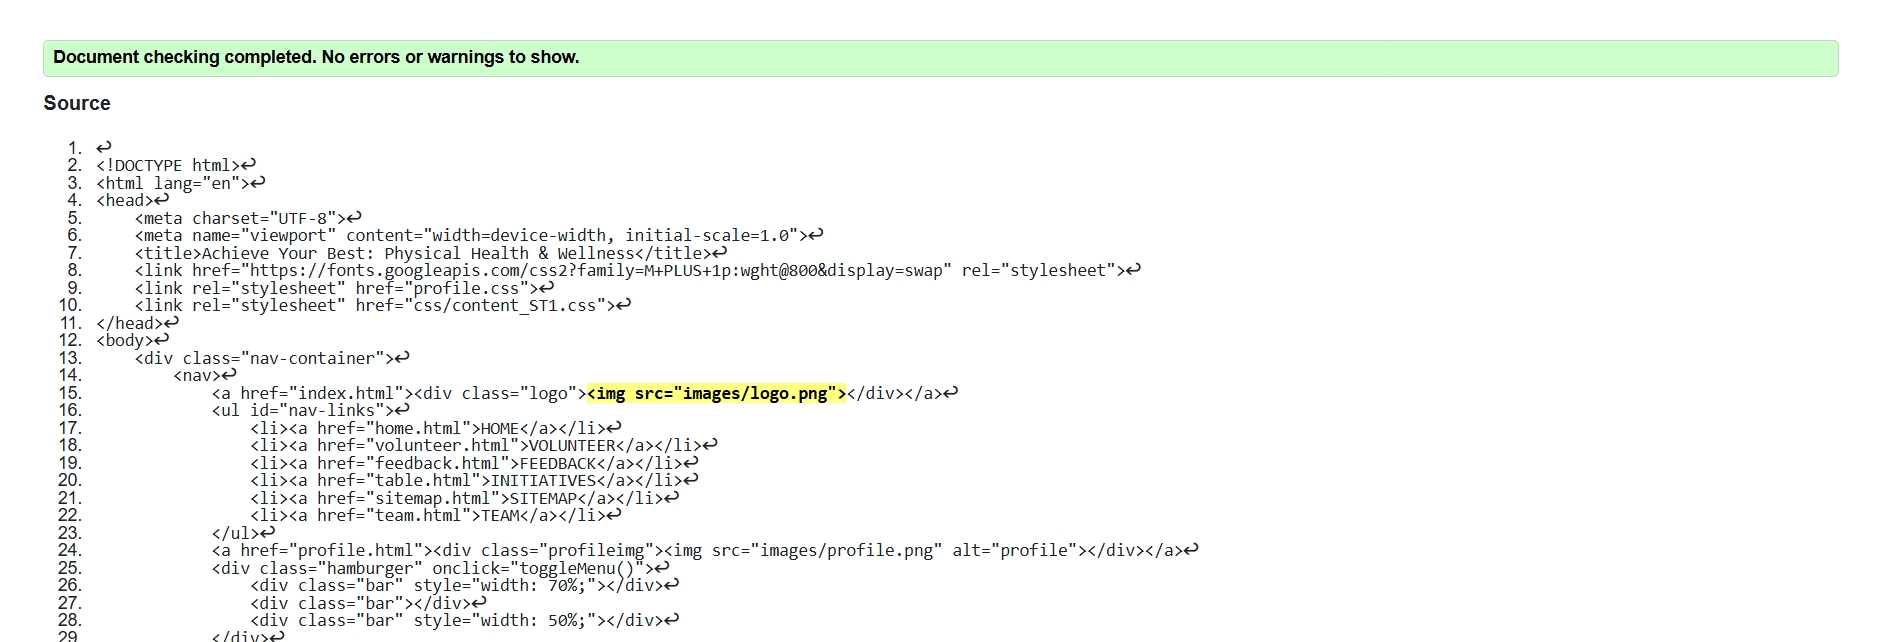 Document checking completed. No errors or warnings to show.
Source
1. ↩
2. <!DOCTYPE html>↩
3. <html lang="en">↩
4. <head>↩
5.     <meta charset="UTF-8">↩
6.     <meta name="viewport" content="width=device-width, initial-scale=1.0">↩
7.     <title>Achieve Your Best: Physical Health & Wellness</title>↩
8.     <link href="https://fonts.googleapis.com/css2?family=M+PLUS+1p:wght@800&display=swap" rel="stylesheet">↩
9.     <link rel="stylesheet" href="profile.css">↩
10.     <link rel="stylesheet" href="css/content_ST1.css">↩
11. </head>↩
12. <body>↩
13.     <div class="nav-container">↩
14.         <nav>↩
15.             <a href="index.html"><div class="logo"><img src="images/logo.png"></div></a>↩
16.             <ul id="nav-links">↩
17.                 <li><a href="home.html">HOME</a></li>↩
18.                 <li><a href="volunteer.html">VOLUNTEER</a></li>↩
19.                 <li><a href="feedback.html">FEEDBACK</a></li>↩
20.                 <li><a href="table.html">INITIATIVES</a></li>↩
21.                 <li><a href="sitemap.html">SITEMAP</a></li>↩
22.                 <li><a href="team.html">TEAM</a></li>↩
23.             </ul>↩
24.             <a href="profile.html"><div class="profileimg"><img src="images/profile.png" alt="profile"></div></a>↩
25.             <div class="hamburger" onclick="toggleMenu()">↩
26.                 <div class="bar" style="width: 70%;"></div>↩
27.                 <div class="bar"></div>↩
28.                 <div class="bar" style="width: 50%;"></div>↩
29.             </div>↩